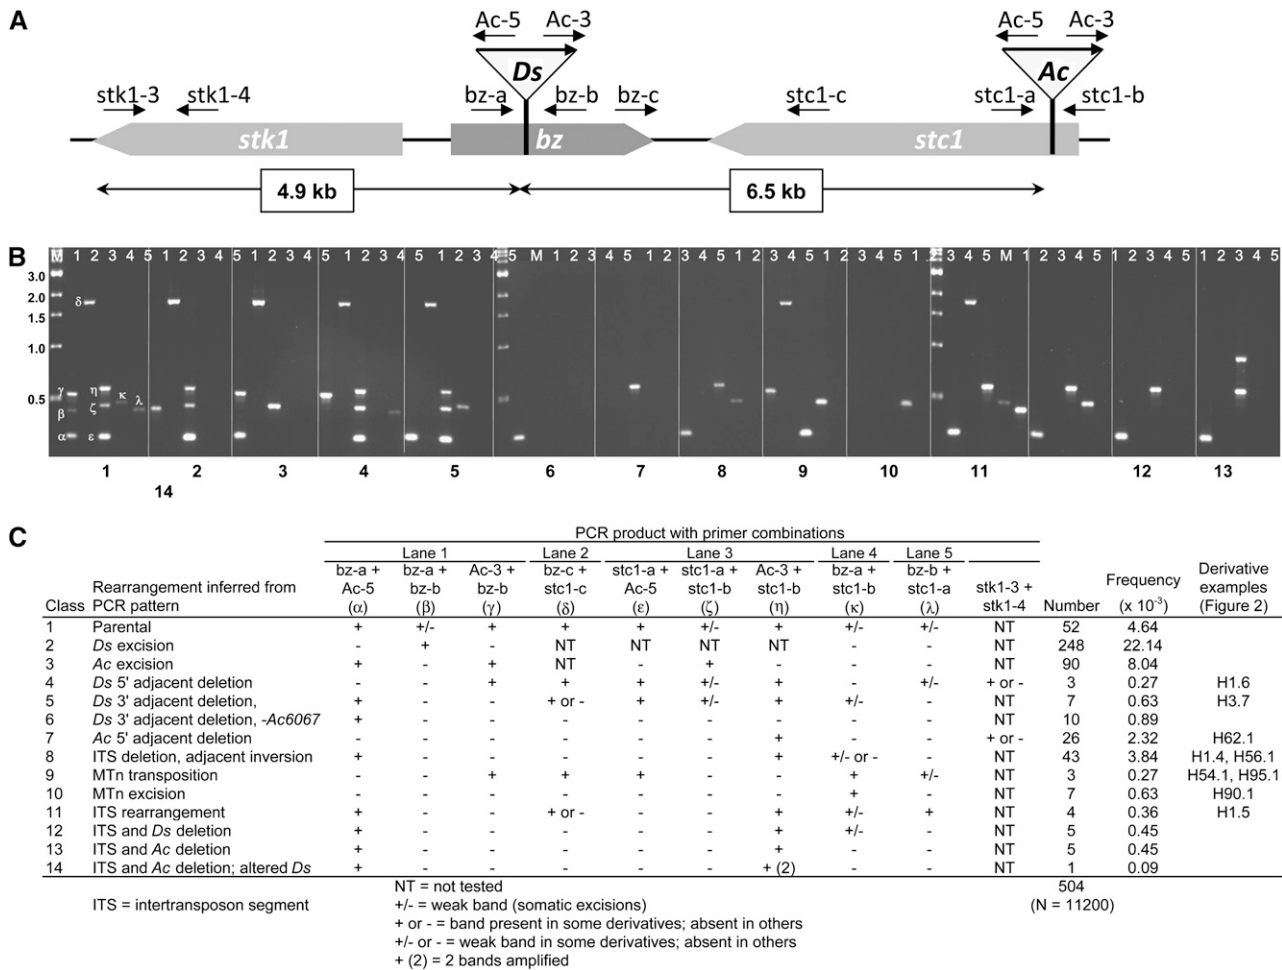 A
Ac-5 Ac-3 Ac-5 Ac-3
Ds Ac
stk1-3 stk1-4 bz-a bz-b bz-c stc1-c stc1-a stc1-b
stk1 bz stc1
4.9 kb 6.5 kb
B
M 1 2 3 4 5 1 2 3 4 5 1 2 3 4 5 1 2 3 4 5 1 2 3 4 5 M 1 2 3 4 5 1 2 3 4 5 1 2 3 4 5 1 2 3 4 5 1 2 3 4 5 M 1 2 3 4 5 1 2 3 4 5 1 2 3 4 5
3.0
2.0 δ
1.5
1.0
0.5 γ η κ
β ζ λ
α ε
1 2 3 4 5 6 7 8 9 10 11 12 13
14
C
PCR product with primer combinations
Lane 1 Lane 2 Lane 3 Lane 4 Lane 5
bz-a + bz-a + Ac-3 + bz-c + stc1-a + stc1-a + Ac-3 + bz-a + bz-b + Derivative
Rearrangement inferred from Ac-5 bz-b bz-b stc1-c Ac-5 stc1-b stc1-b stc1-b stc1-a stk1-3 + Frequency examples
Class PCR pattern (α) (β) (γ) (δ) (ε) (ζ) (η) (κ) (λ) stk1-4 Number (x 10-3) (Figure 2)
1 Parental + +/- + + + +/- + +/- +/- NT 52 4.64
2 Ds excision - + - NT NT NT NT - - NT 248 22.14
3 Ac excision + - + NT - + - - - NT 90 8.04
4 Ds 5' adjacent deletion - - + + + +/- + - +/- + or - 3 0.27 H1.6
5 Ds 3' adjacent deletion, + - - + or - + +/- + +/- - NT 7 0.63 H3.7
6 Ds 3' adjacent deletion, -Ac6067 + - - - - - - - - NT 10 0.89
7 Ac 5' adjacent deletion - - - - - - + - - + or - 26 2.32 H62.1
8 ITS deletion, adjacent inversion + - - - - - + +/- or - - NT 43 3.84 H1.4, H56.1
9 MTn transposition - - + + + - - + +/- NT 3 0.27 H54.1, H95.1
10 MTn excision - - - - - - - + - NT 7 0.63 H90.1
11 ITS rearrangement + - - + or - - - + +/- + NT 4 0.36 H1.5
12 ITS and Ds deletion + - - - - - + +/- - NT 5 0.45
13 ITS and Ac deletion + - - - - - + - - NT 5 0.45
14 ITS and Ac deletion; altered Ds + - - - - - + (2) - - NT 1 0.09
NT = not tested 504
ITS = intertransposon segment +/- = weak band (somatic excisions) (N = 11200)
+ or - = band present in some derivatives; absent in others
+/- or - = weak band in some derivatives; absent in others
+ (2) = 2 bands amplified